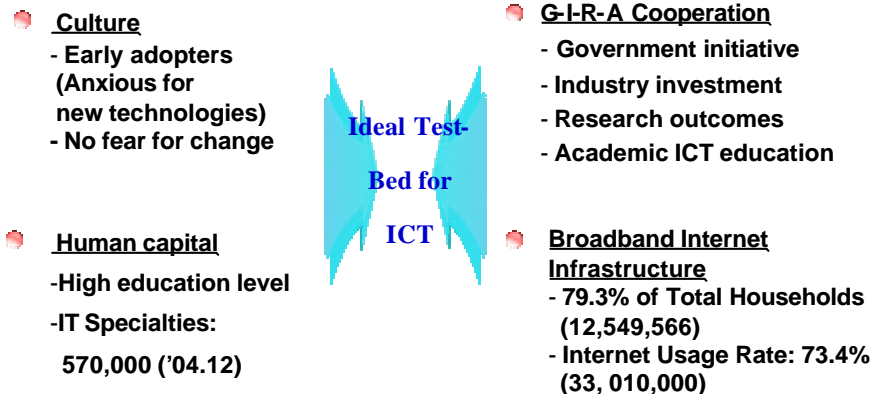 Culture
- Early adopters
(Anxious for
new technologies)
- No fear for change
Human capital
-High education level
-IT Specialties:
570,000 ('04.12)
Ideal Test-
Bed for
ICT
G-I-R-A Cooperation
- Government initiative
- Industry investment
- Research outcomes
- Academic ICT education
Broadband Internet
Infrastructure
- 79.3% of Total Households
(12,549,566)
- Internet Usage Rate: 73.4%
(33, 010,000)